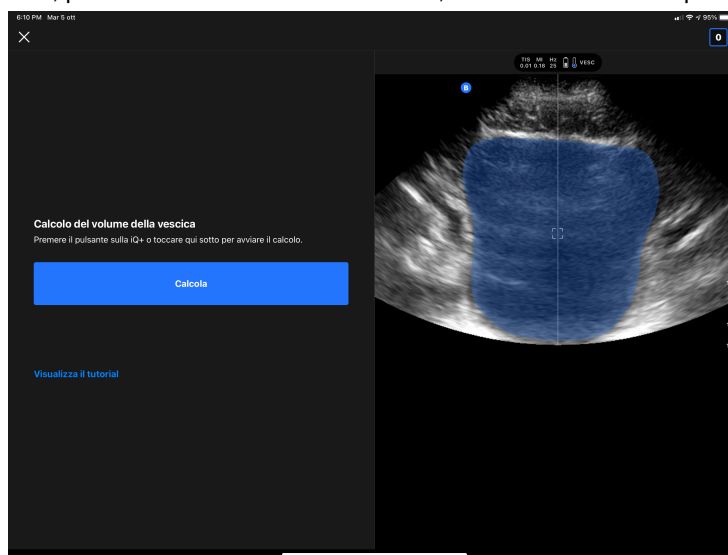 6:10 PM Mar 5 ott
95%
0
TIS MI Hz
0.01 0.18 25
VESC
B
Calcolo del volume della vescica
Premere il pulsante sulla iQ+ o toccare qui sotto per avviare il calcolo.
Calcola
Visualizza il tutorial